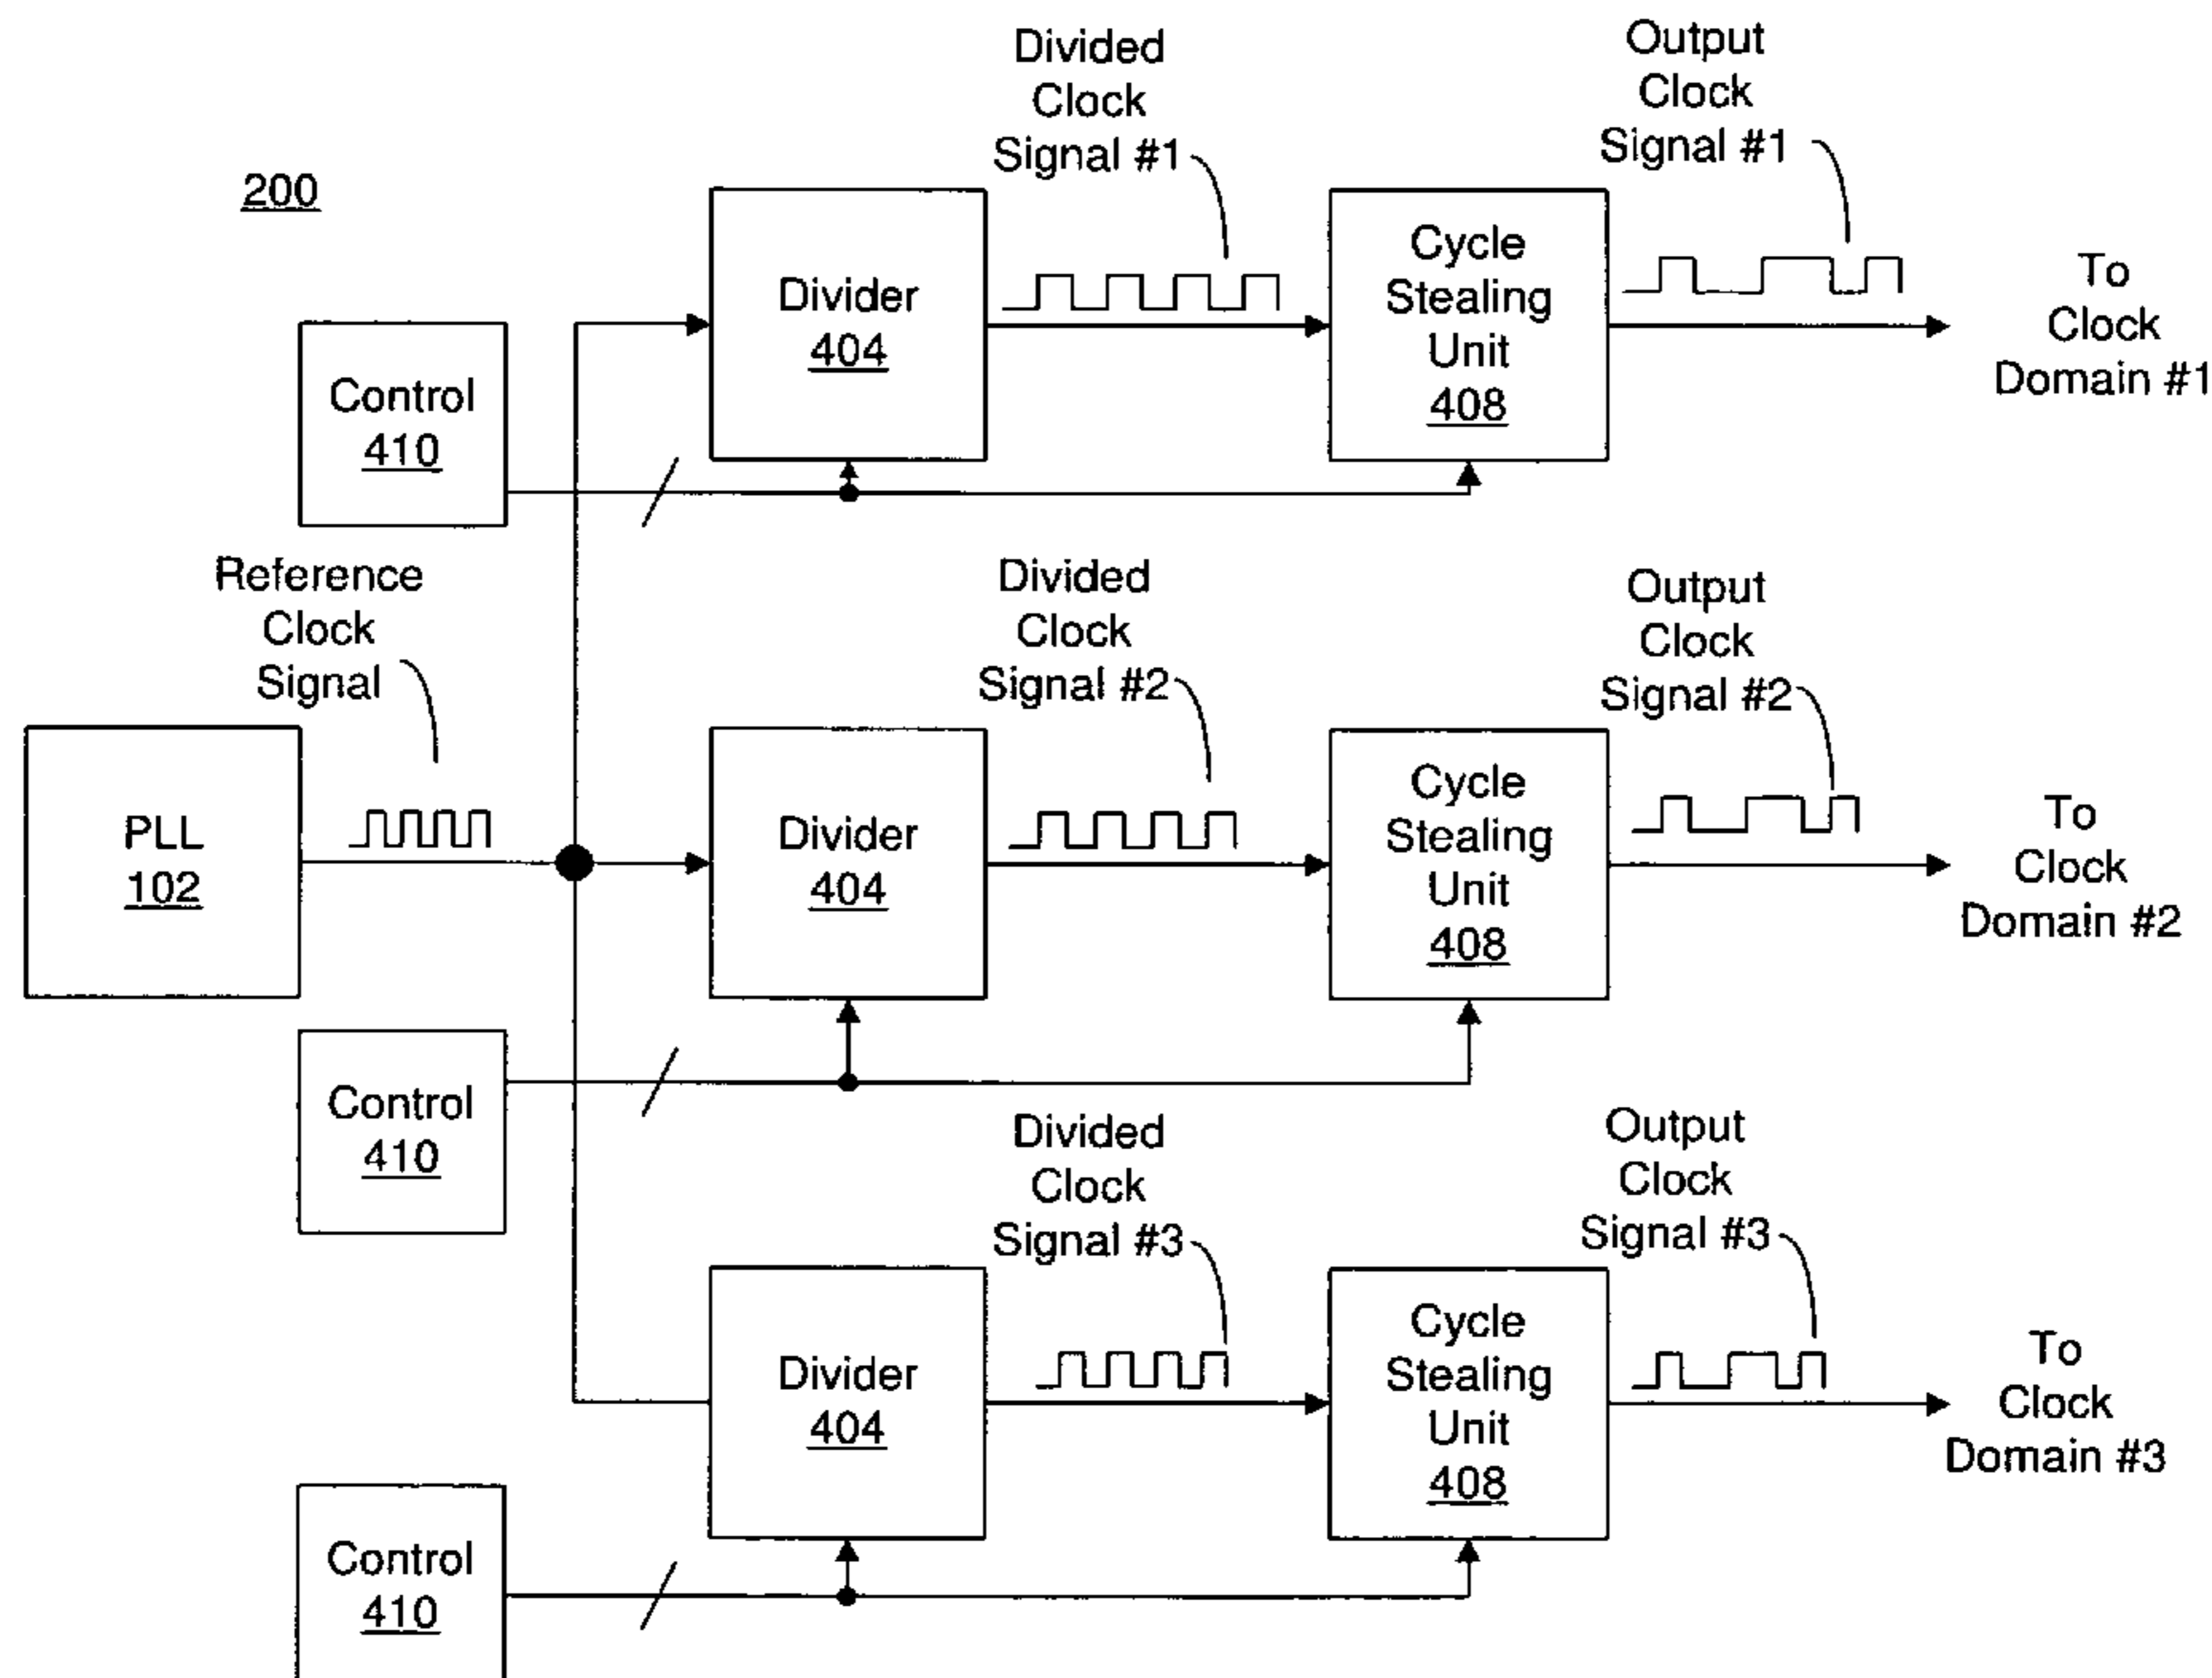 200
Divided
Clock
Signal #1
Output
Clock
Signal #1
Control
410
Divider
404
Cycle
Stealing
Unit
408
To
Clock
Domain #1
Reference
Clock
Signal
Divided
Clock
Signal #2
Output
Clock
Signal #2
PLL
102
Divider
404
Cycle
Stealing
Unit
408
To
Clock
Domain #2
Control
410
Divided
Clock
Signal #3
Output
Clock
Signal #3
Divider
404
Cycle
Stealing
Unit
408
To
Clock
Domain #3
Control
410